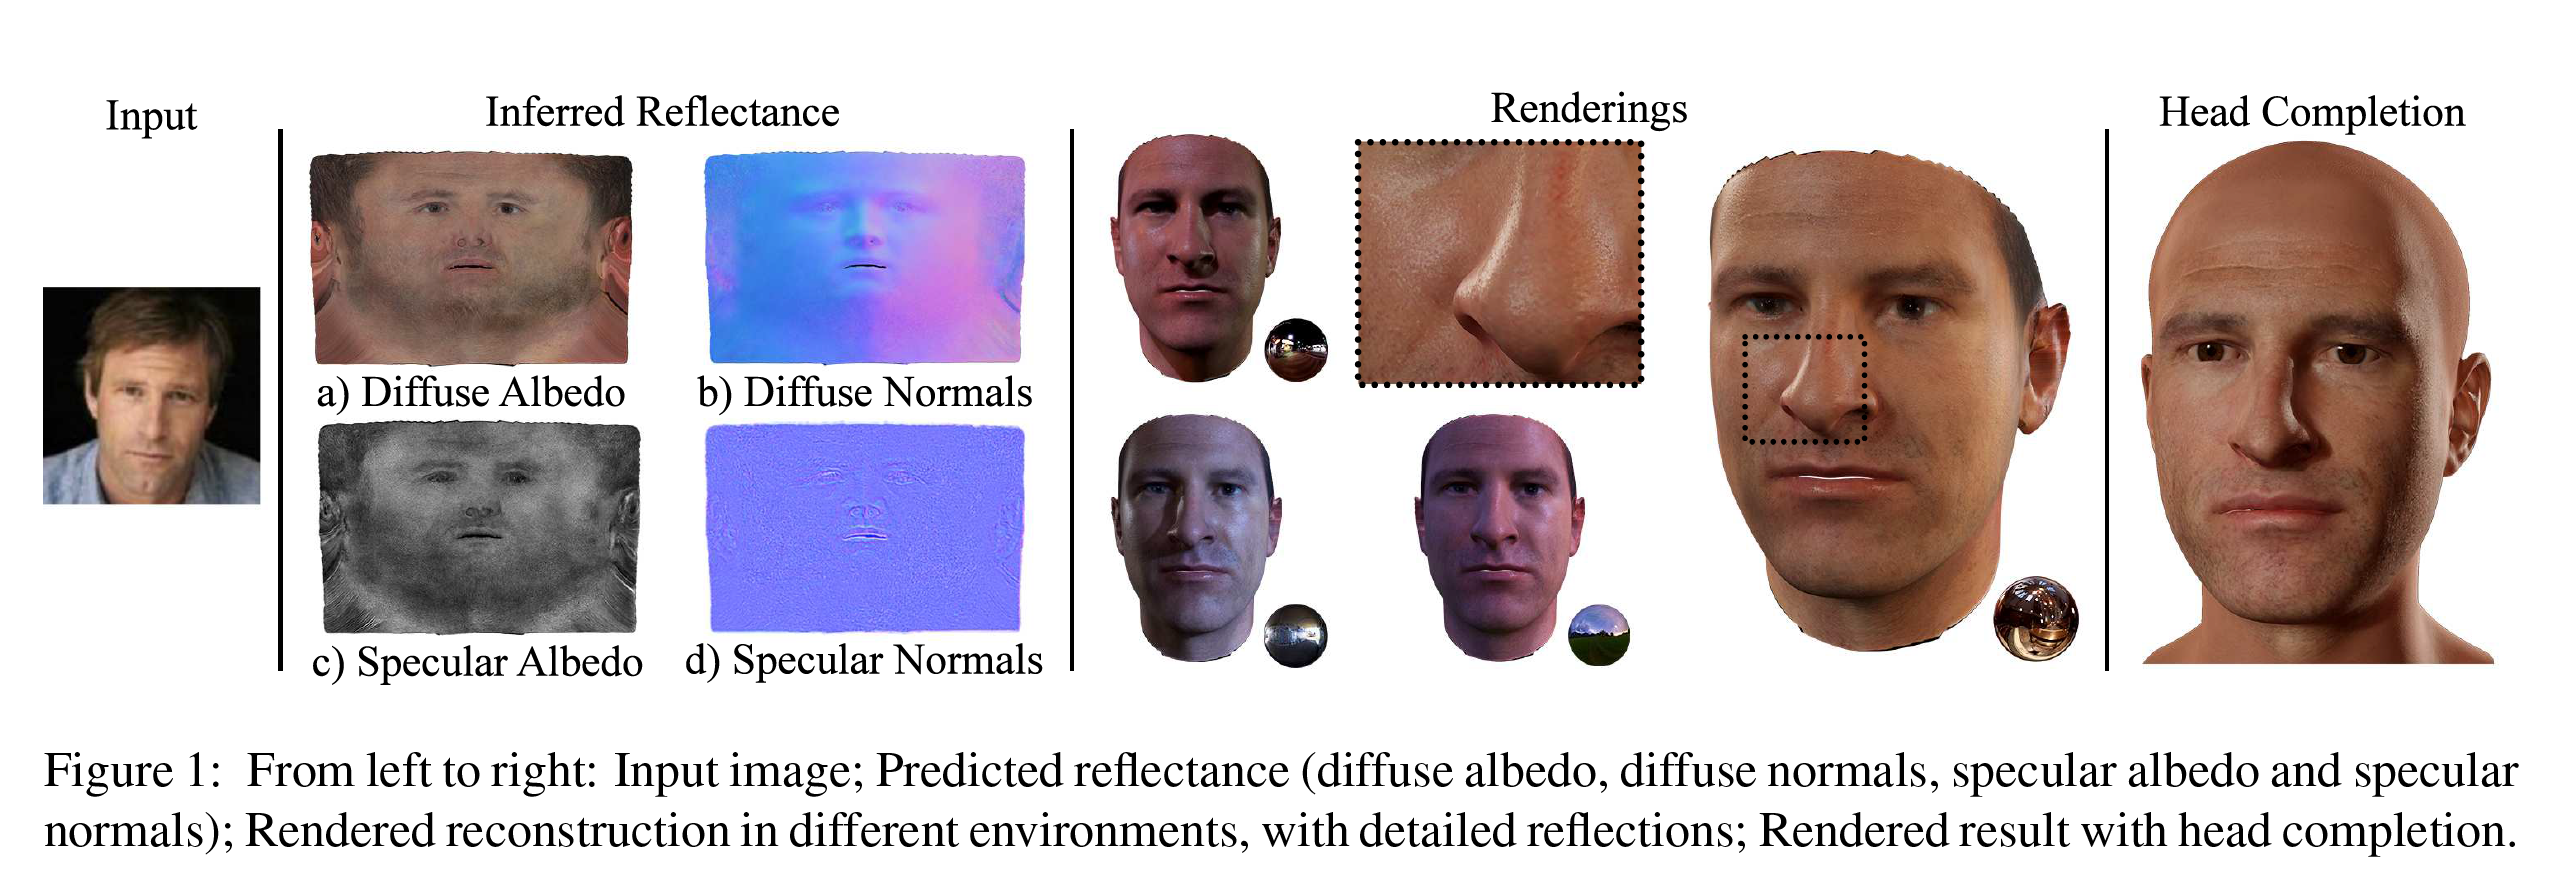 Input
Inferred Reflectance
Renderings
Head Completion
a) Diffuse Albedo
b) Diffuse Normals
c) Specular Albedo
d) Specular Normals
Figure 1: From left to right: Input image; Predicted reflectance (diffuse albedo, diffuse normals, specular albedo and specular
normals); Rendered reconstruction in different environments, with detailed reflections; Rendered result with head completion.